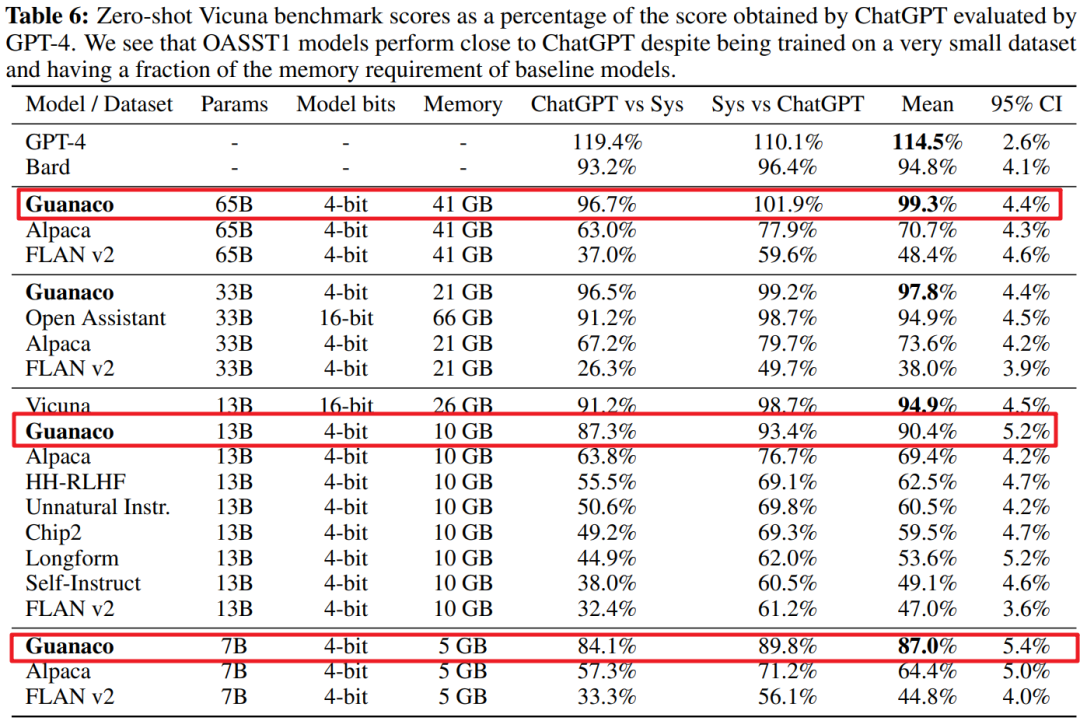 Table 6: Zero-shot Vicuna benchmark scores as a percentage of the score obtained by ChatGPT evaluated by
GPT-4. We see that OASST1 models perform close to ChatGPT despite being trained on a very small dataset
and having a fraction of the memory requirement of baseline models.
Model / Dataset Params Model bits Memory ChatGPT vs Sys Sys vs ChatGPT Mean 95% CI
GPT-4 - - - 119.4% 110.1% 114.5% 2.6%
Bard - - - 93.2% 96.4% 94.8% 4.1%
Guanaco 65B 4-bit 41 GB 96.7% 101.9% 99.3% 4.4%
Alpaca 65B 4-bit 41 GB 63.0% 77.9% 70.7% 4.3%
FLAN v2 65B 4-bit 41 GB 37.0% 59.6% 48.4% 4.6%
Guanaco 33B 4-bit 21 GB 96.5% 99.2% 97.8% 4.4%
Open Assistant 33B 16-bit 66 GB 91.2% 98.7% 94.9% 4.5%
Alpaca 33B 4-bit 21 GB 67.2% 79.7% 73.6% 4.2%
FLAN v2 33B 4-bit 21 GB 26.3% 49.7% 38.0% 3.9%
Vicuna 13B 16-bit 26 GB 91.2% 98.7% 94.9% 4.5%
Guanaco 13B 4-bit 10 GB 87.3% 93.4% 90.4% 5.2%
Alpaca 13B 4-bit 10 GB 63.8% 76.7% 69.4% 4.2%
HH-RLHF 13B 4-bit 10 GB 55.5% 69.1% 62.5% 4.7%
Unnatural Instr. 13B 4-bit 10 GB 50.6% 69.8% 60.5% 4.2%
Chip2 13B 4-bit 10 GB 49.2% 69.3% 59.5% 4.7%
Longform 13B 4-bit 10 GB 44.9% 62.0% 53.6% 5.2%
Self-Instruct 13B 4-bit 10 GB 38.0% 60.5% 49.1% 4.6%
FLAN v2 13B 4-bit 10 GB 32.4% 61.2% 47.0% 3.6%
Guanaco 7B 4-bit 5 GB 84.1% 89.8% 87.0% 5.4%
Alpaca 7B 4-bit 5 GB 57.3% 71.2% 64.4% 5.0%
FLAN v2 7B 4-bit 5 GB 33.3% 56.1% 44.8% 4.0%